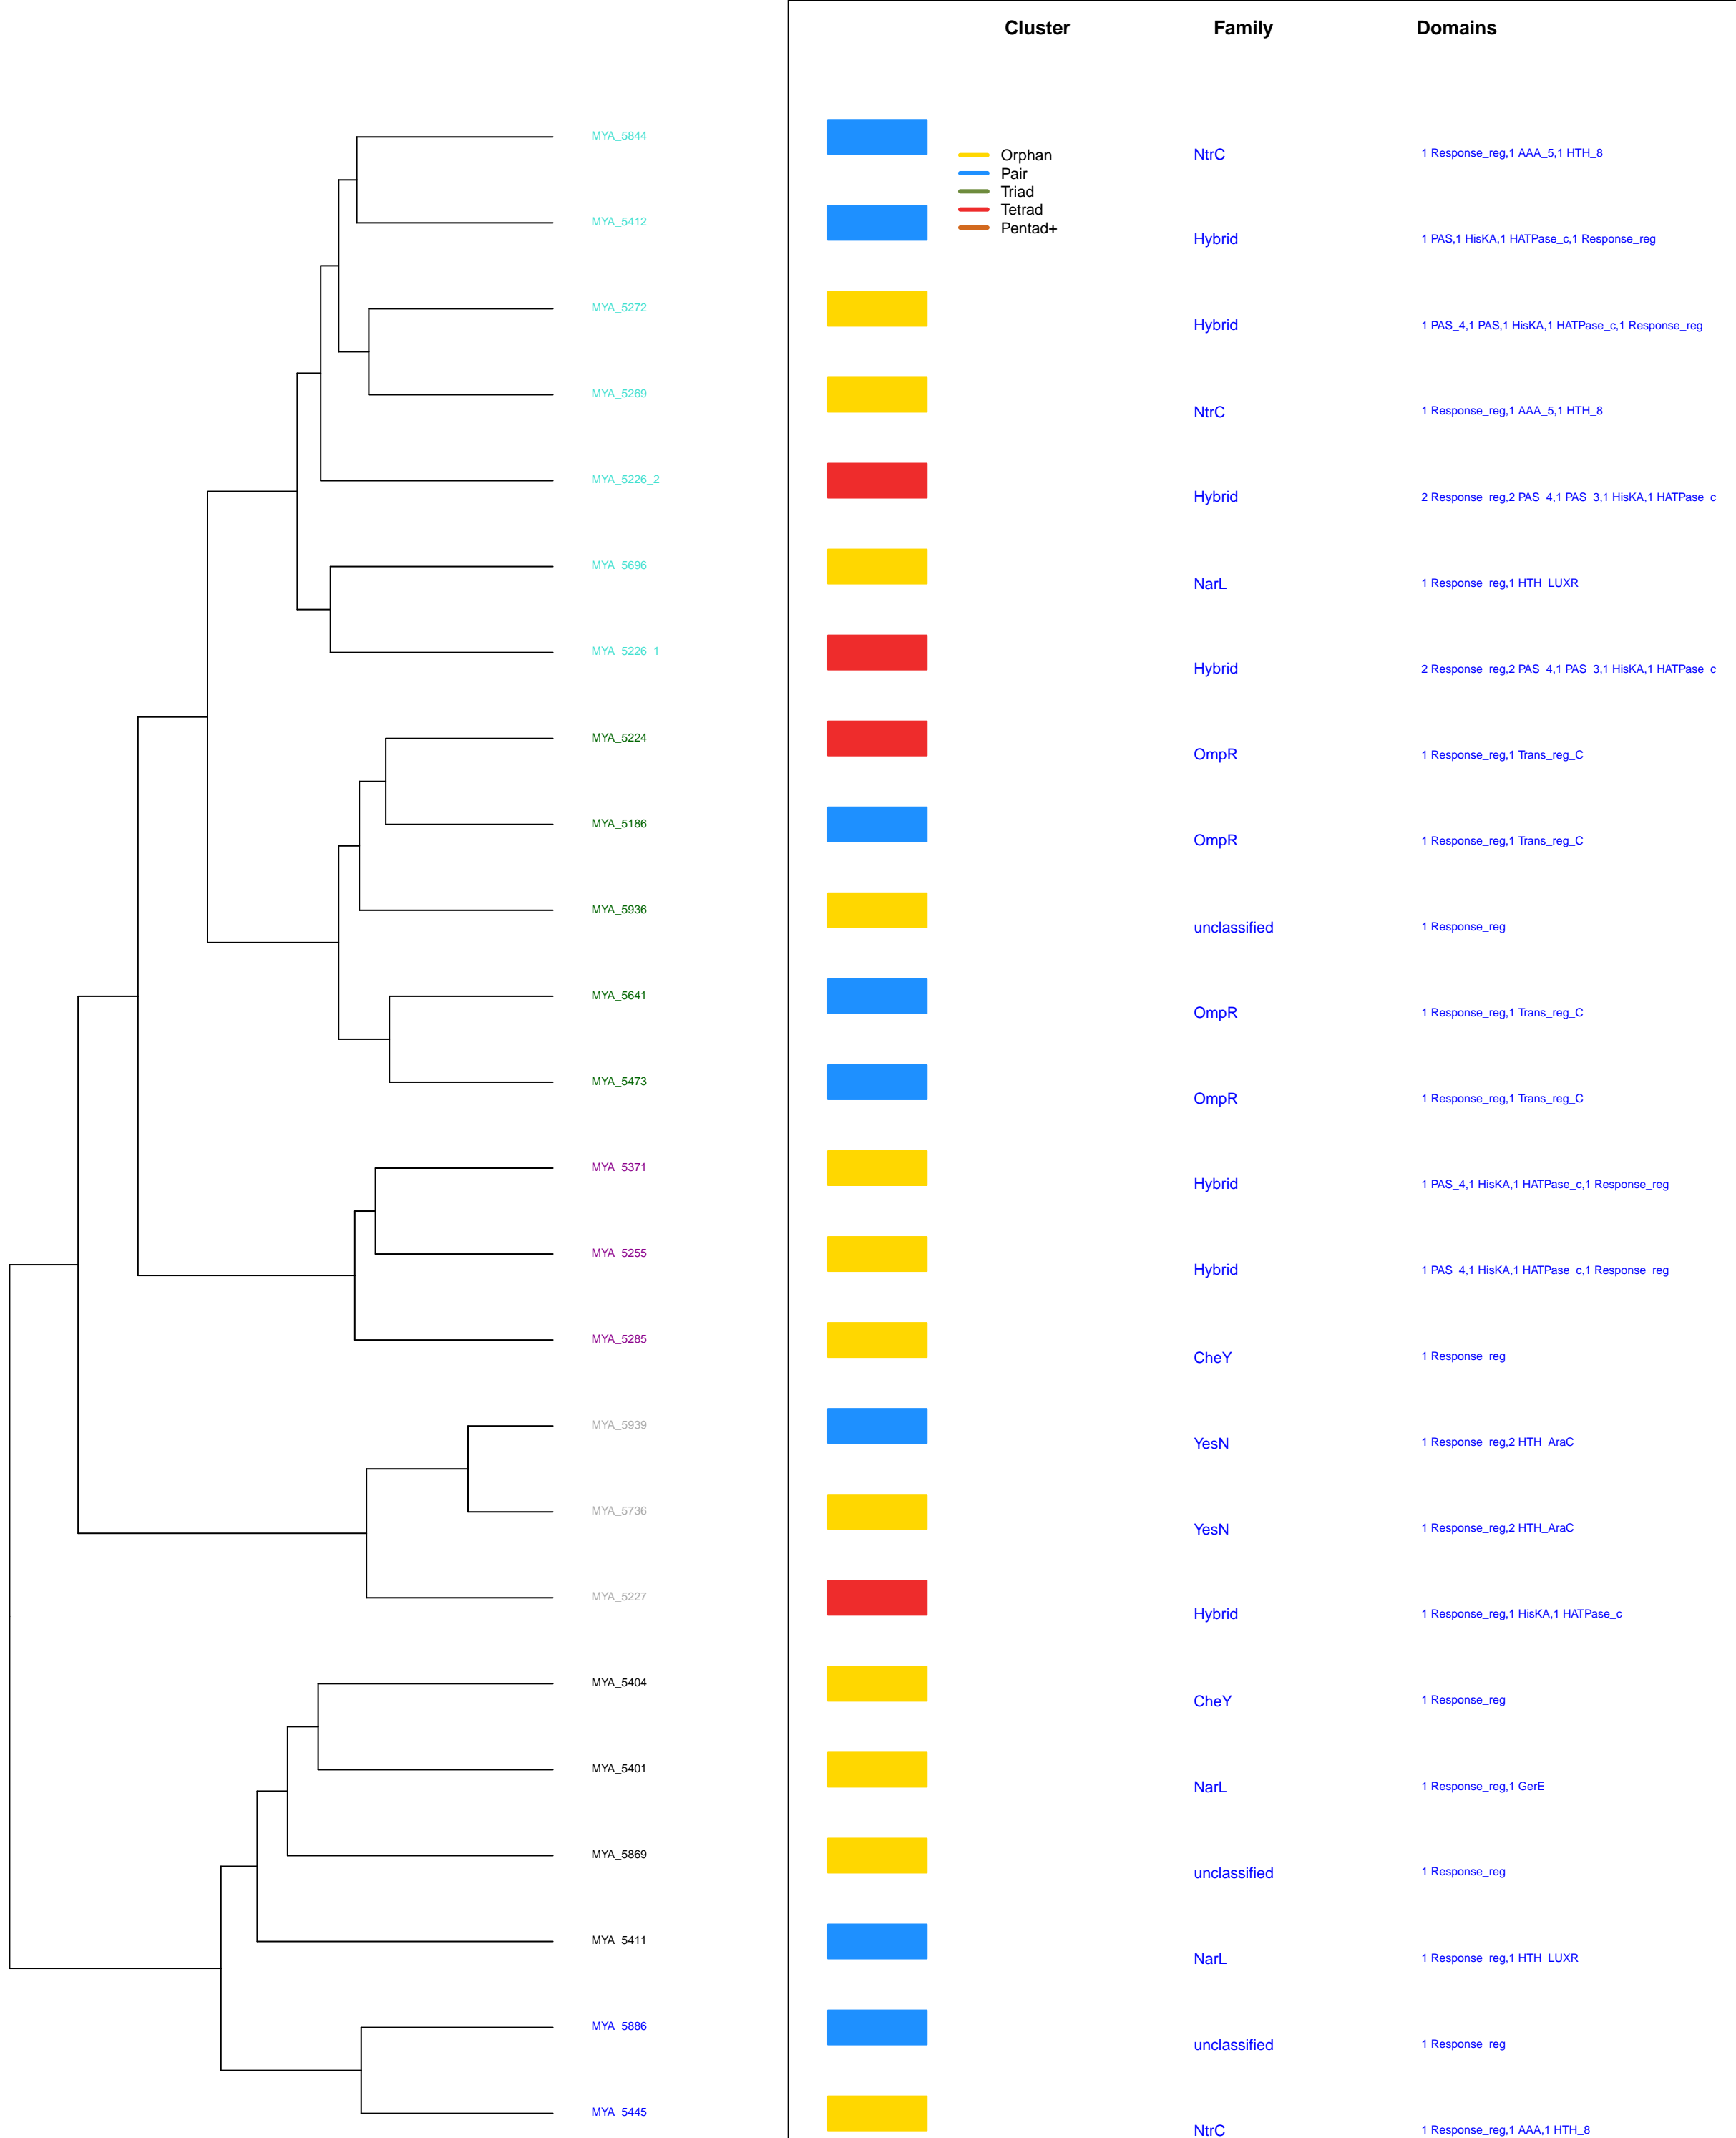 Cluster Family Domains
MYA_5844 NtrC 1 Response_reg,1 AAA_5,1 HTH_8
Orphan
Pair
Triad
Tetrad
Pentad+
MYA_5412 Hybrid 1 PAS,1 HisKA,1 HATPase_c,1 Response_reg
MYA_5272 Hybrid 1 PAS_4,1 PAS,1 HisKA,1 HATPase_c,1 Response_reg
MYA_5269 NtrC 1 Response_reg,1 AAA_5,1 HTH_8
MYA_5226_2 Hybrid 2 Response_reg,2 PAS_4,1 PAS_3,1 HisKA,1 HATPase_c
MYA_5696 NarL 1 Response_reg,1 HTH_LUXR
MYA_5226_1 Hybrid 2 Response_reg,2 PAS_4,1 PAS_3,1 HisKA,1 HATPase_c
MYA_5224 OmpR 1 Response_reg,1 Trans_reg_C
MYA_5186 OmpR 1 Response_reg,1 Trans_reg_C
MYA_5936 unclassified 1 Response_reg
MYA_5641 OmpR 1 Response_reg,1 Trans_reg_C
MYA_5473 OmpR 1 Response_reg,1 Trans_reg_C
MYA_5371 Hybrid 1 PAS_4,1 HisKA,1 HATPase_c,1 Response_reg
MYA_5255 Hybrid 1 PAS_4,1 HisKA,1 HATPase_c,1 Response_reg
MYA_5285 CheY 1 Response_reg
MYA_5939 YesN 1 Response_reg,2 HTH_AraC
MYA_5736 YesN 1 Response_reg,2 HTH_AraC
MYA_5227 Hybrid 1 Response_reg,1 HisKA,1 HATPase_c
MYA_5404 CheY 1 Response_reg
MYA_5401 NarL 1 Response_reg,1 GerE
MYA_5869 unclassified 1 Response_reg
MYA_5411 NarL 1 Response_reg,1 HTH_LUXR
MYA_5886 unclassified 1 Response_reg
MYA_5445 NtrC 1 Response_reg,1 AAA,1 HTH_8